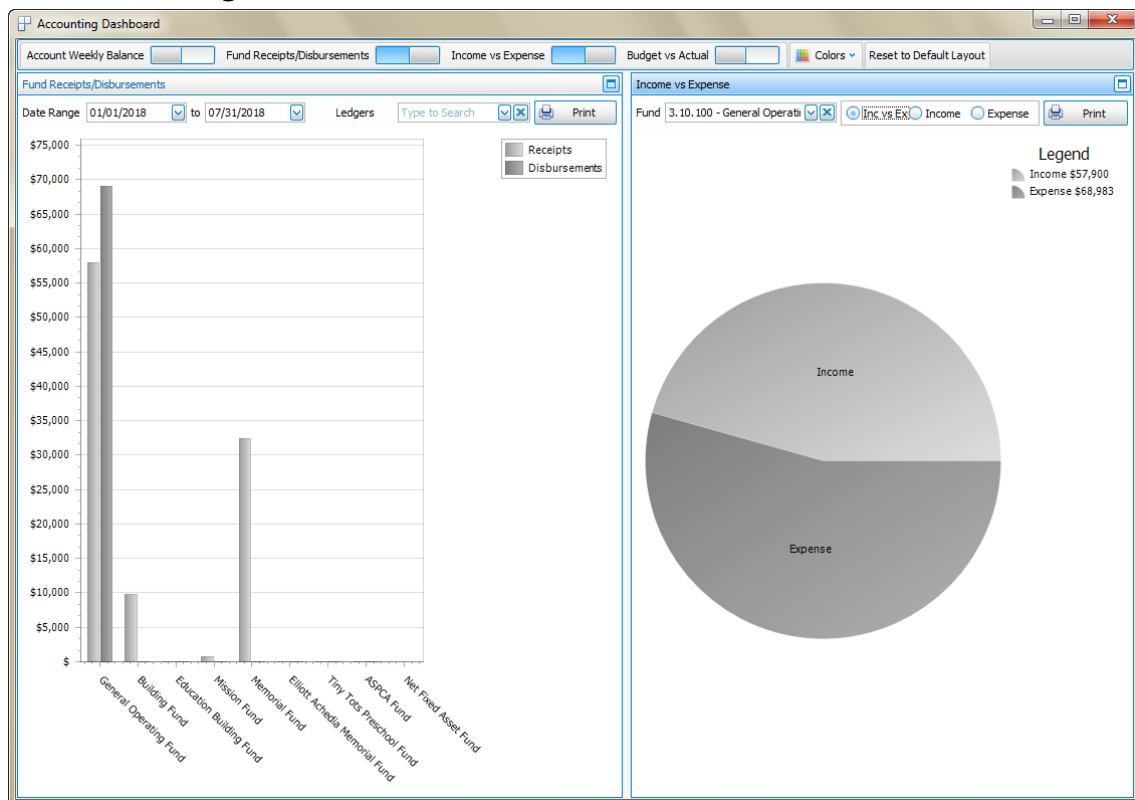 Accounting Dashboard
Account Weekly Balance Fund Receipts/Disbursements Income vs Expense Budget vs Actual Colors Reset to Default Layout
Fund Receipts/Disbursements
Date Range 01/01/2018 to 07/31/2018 Ledgers Type to Search Print
Receipts
Disbursements
$75,000
$70,000
$65,000
$60,000
$55,000
$50,000
$45,000
$40,000
$35,000
$30,000
$25,000
$20,000
$15,000
$10,000
$5,000
$
General Operating Fund
Building Fund
Education Building Fund
Mission Fund
Memorial Fund
Elliott Achedia Memorial Fund
Tiny Tots Preschool Fund
ASPCA Fund
Net Fixed Asset Fund
Income vs Expense
Fund 3.10.100 - General Operati Inc vs Ex Income Expense Print
Legend
Income $57,900
Expense $68,983
Income
Expense